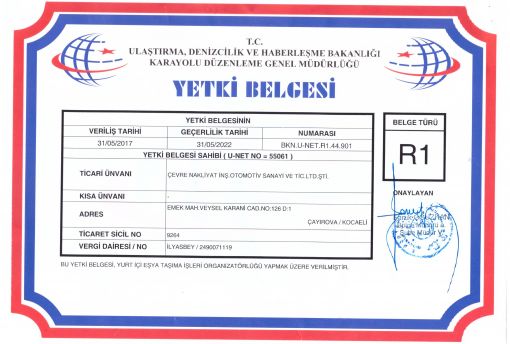 T.C.
ULAŞTIRMA, DENİZCİLİK VE HABERLEŞME BAKANLIĞI
KARAYOLU DÜZENLEME GENEL MÜDÜRLÜĞÜ
YETKİ BELGESİ
YETKİ BELGESİNİN
VERİLİŞ TARİHİ GEÇERLİLİK TARİHİ NUMARASI
31/05/2017 31/05/2022 BKN.U-NET.R1.44.901
YETKİ BELGESİ SAHİBİ ( U-NET NO = 55061 )
TİCARİ ÜNVANI ÇEVRE NAKLİYAT İNŞ.OTOMOTİV SANAYİ VE TİC.LTD.ŞTİ.
KISA ÜNVANI -
ADRES EMEK MAH.VEYSEL KARANİ CAD.NO:126 D:1
ÇAYIROVA / KOCAELİ
TİCARET SİCİL NO 9264
VERGİ DAİRESİ / NO İLYASBEY / 2490071119
BELGE TÜRÜ
R1
ONAYLAYAN
BU YETKİ BELGESİ, YURT İÇİ EŞYA TAŞIMA İŞLERİ ORGANİZATÖRLÜĞÜ YAPMAK ÜZERE VERİLMİŞTİR.